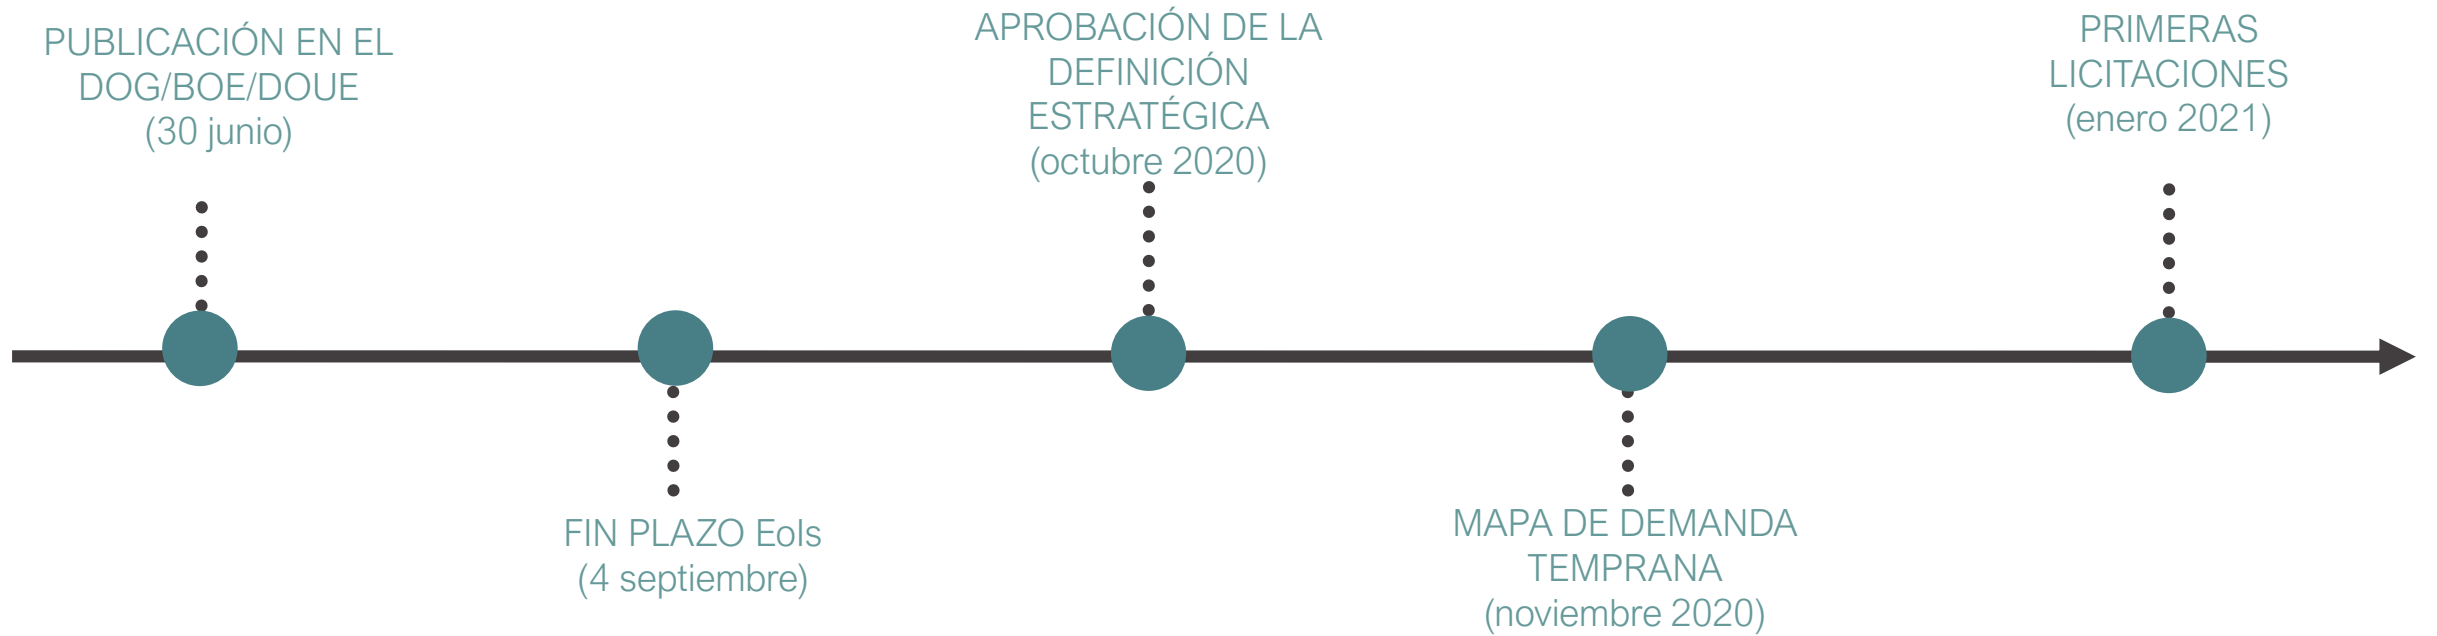 PUBLICACIÓN EN EL
DOG/BOE/DOUE
(30 junio)
FIN PLAZO EoIs
(4 septiembre)
APROBACIÓN DE LA
DEFINICIÓN
ESTRATÉGICA
(octubre 2020)
MAPA DE DEMANDA
TEMPRANA
(noviembre 2020)
PRIMERAS
LICITACIONES
(enero 2021)